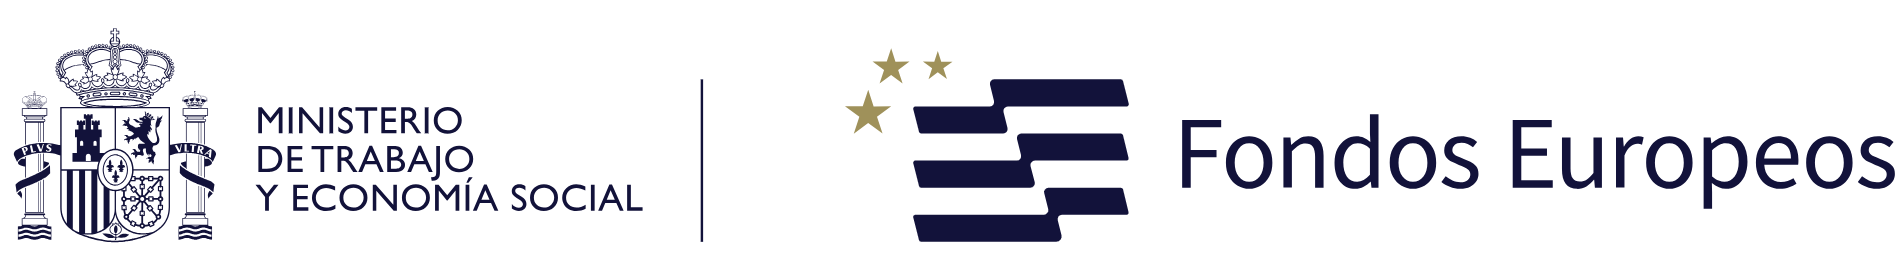 PLVS VLTRA
MINISTERIO
DE TRABAJO
Y ECONOMÍA SOCIAL
Fondos Europeos